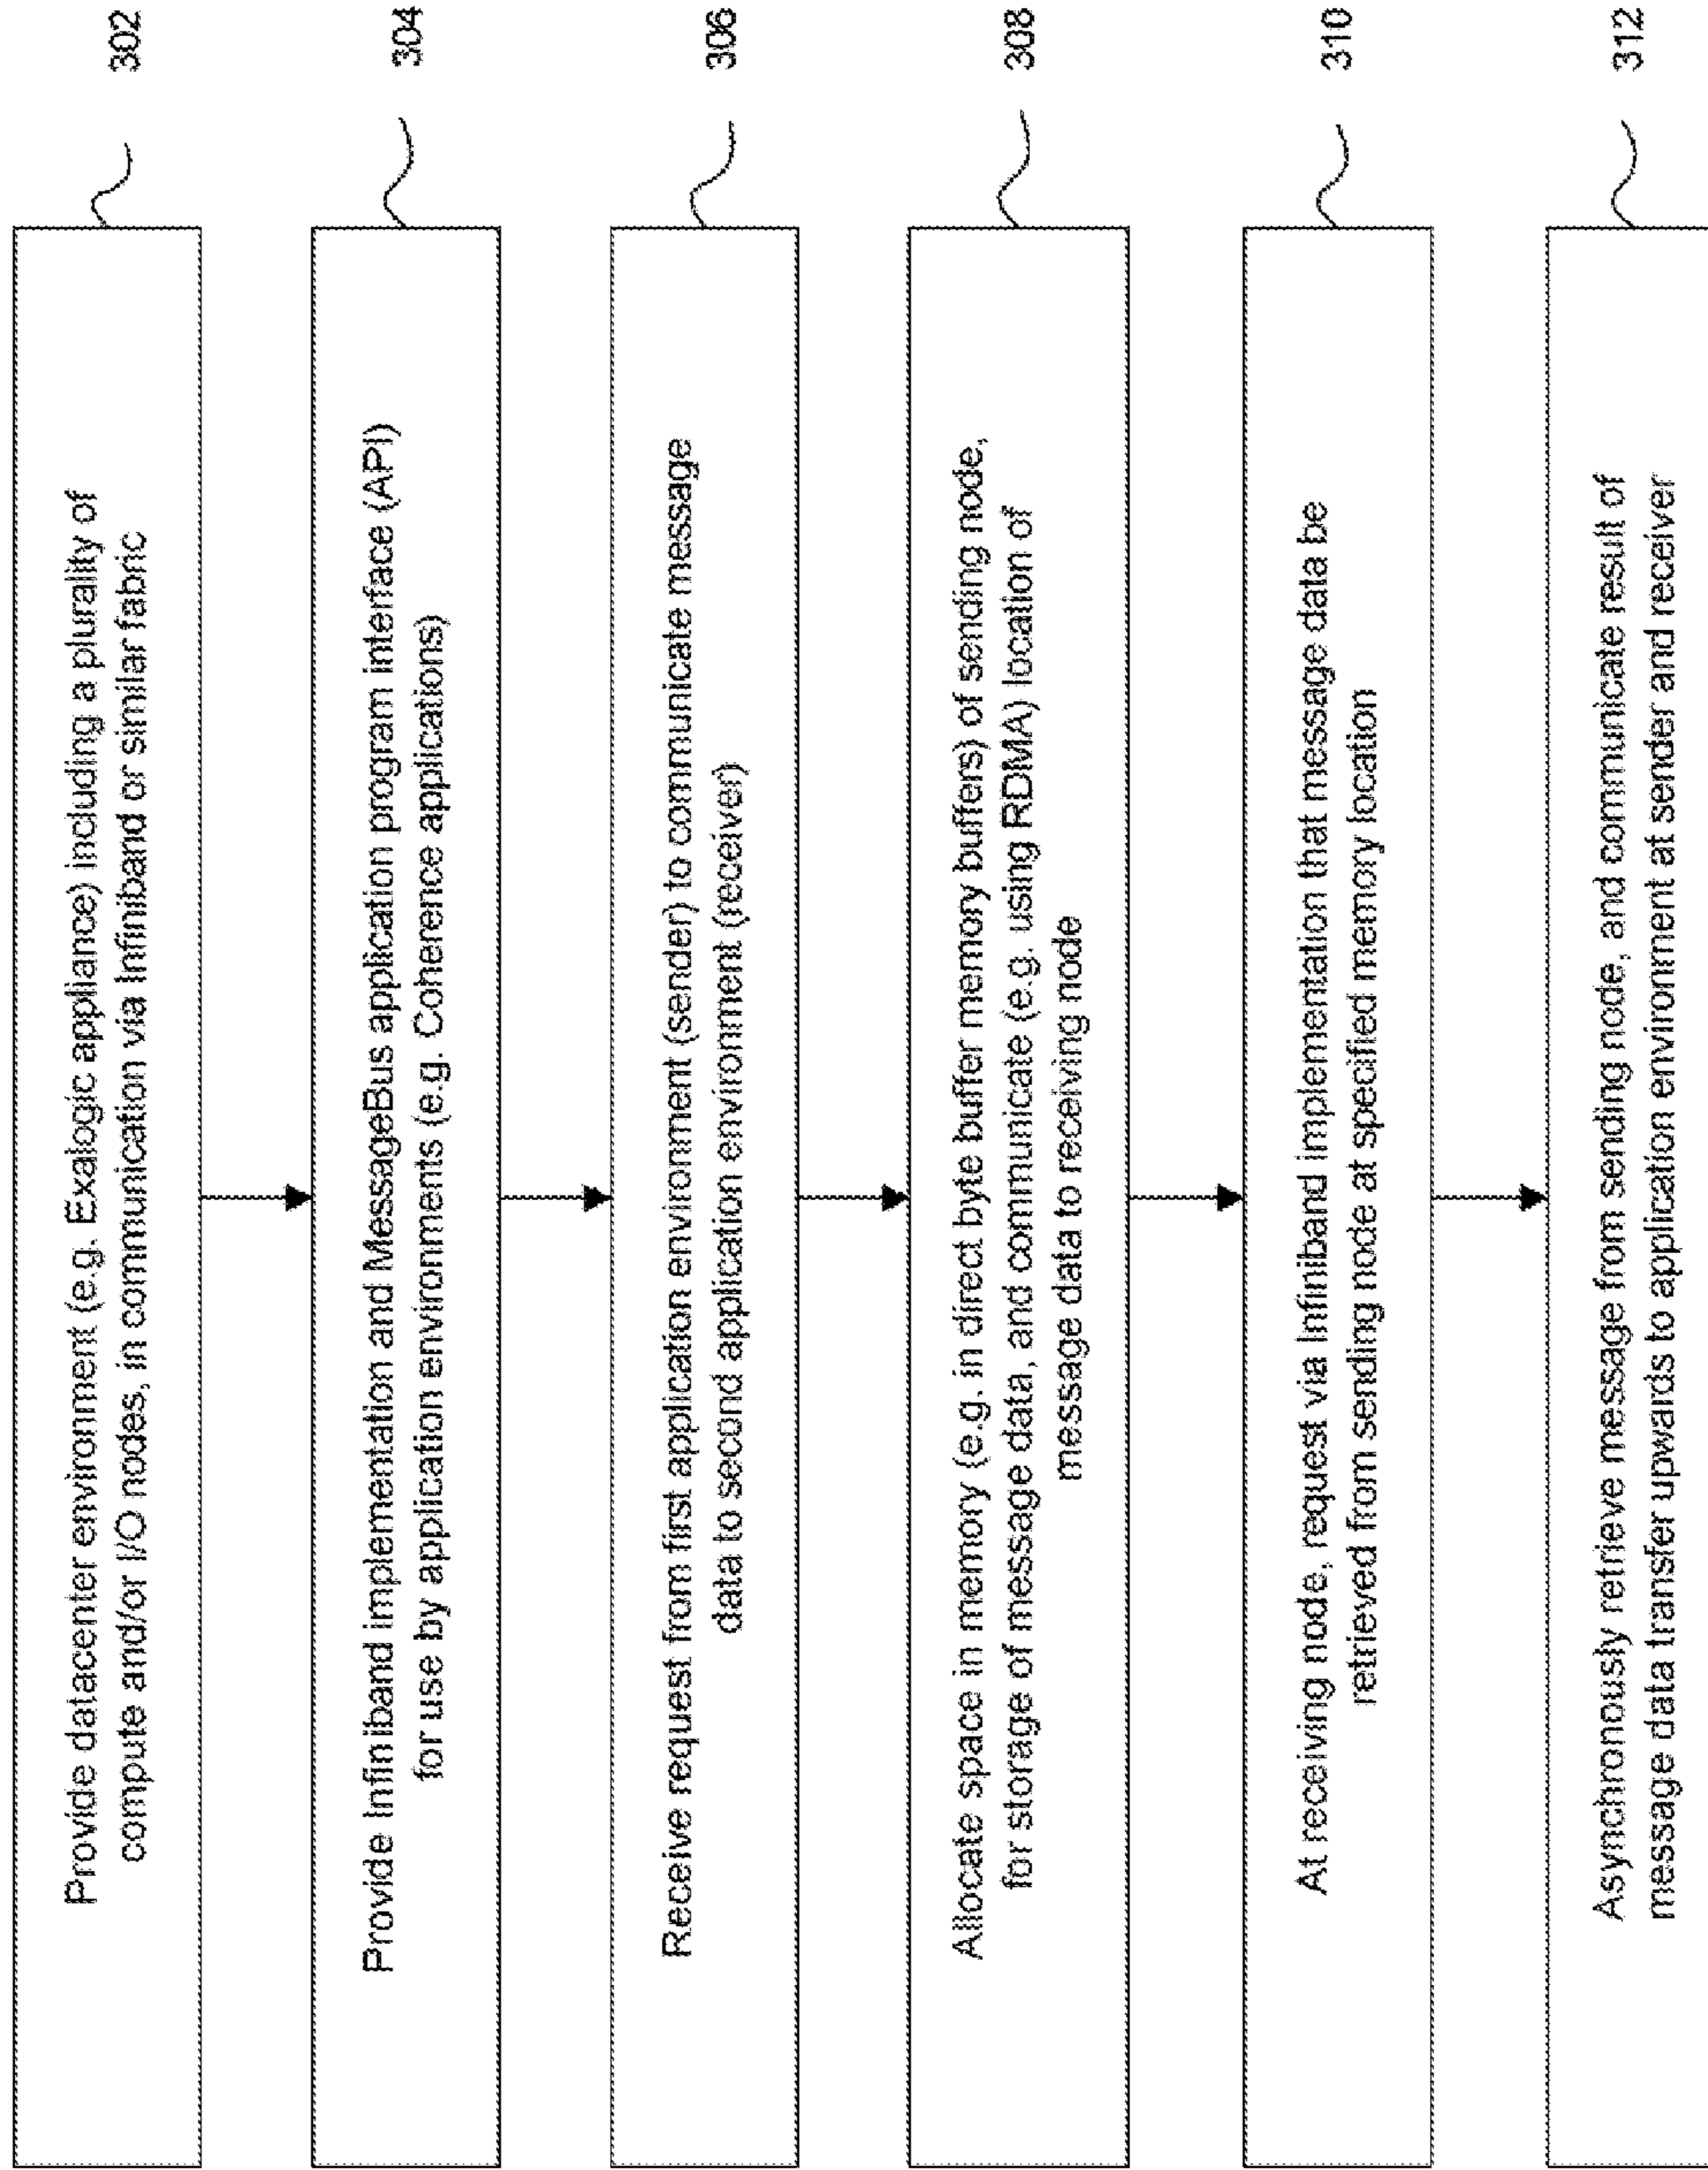 Provide datacenter environment (e.g. Exalogic appliance) including a plurality of
compute and/or I/O nodes, in communication via Infiniband or similar fabric
302
Provide Infiniband implementation and MessageBus application program interface (API)
for use by application environments (e.g. Coherence applications)
304
Receive request from first application environment (sender) to communicate message
data to second application environment (receiver)
306
Allocate space in memory (e.g. in direct byte buffer memory buffers) of sending node,
for storage of message data, and communicate (e.g. using RDMA) location of
message data to receiving node
308
At receiving node, request via Infiniband implementation that message data be
retrieved from sending node at specified memory location
310
Asynchronously retrieve message from sending node, and communicate result of
message data transfer upwards to application environment at sender and receiver
312